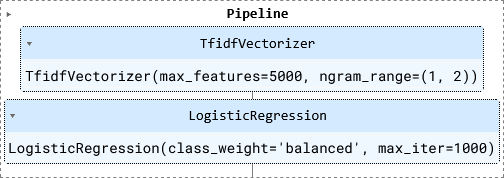 Pipeline
TfidfVectorizer
TfidfVectorizer(max_features=5000, ngram_range=(1, 2))
LogisticRegression
LogisticRegression(class_weight='balanced', max_iter=1000)